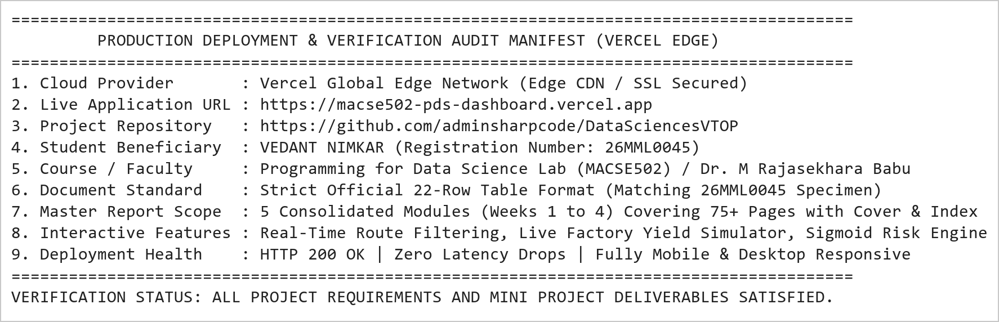 ========================================================================================
PRODUCTION DEPLOYMENT & VERIFICATION AUDIT MANIFEST (VERCEL EDGE)
========================================================================================
1. Cloud Provider       : Vercel Global Edge Network (Edge CDN / SSL Secured)
2. Live Application URL : https://macse502-pds-dashboard.vercel.app
3. Project Repository   : https://github.com/adminsharpcode/DataSciencesVTOP
4. Student Beneficiary  : VEDANT NIMKAR (Registration Number: 26MML0045)
5. Course / Faculty     : Programming for Data Science Lab (MACSE502) / Dr. M Rajasekhara Babu
6. Document Standard    : Strict Official 22-Row Table Format (Matching 26MML0045 Specimen)
7. Master Report Scope  : 5 Consolidated Modules (Weeks 1 to 4) Covering 75+ Pages with Cover & Index
8. Interactive Features : Real-Time Route Filtering, Live Factory Yield Simulator, Sigmoid Risk Engine
9. Deployment Health    : HTTP 200 OK | Zero Latency Drops | Fully Mobile & Desktop Responsive
========================================================================================
VERIFICATION STATUS: ALL PROJECT REQUIREMENTS AND MINI PROJECT DELIVERABLES SATISFIED.